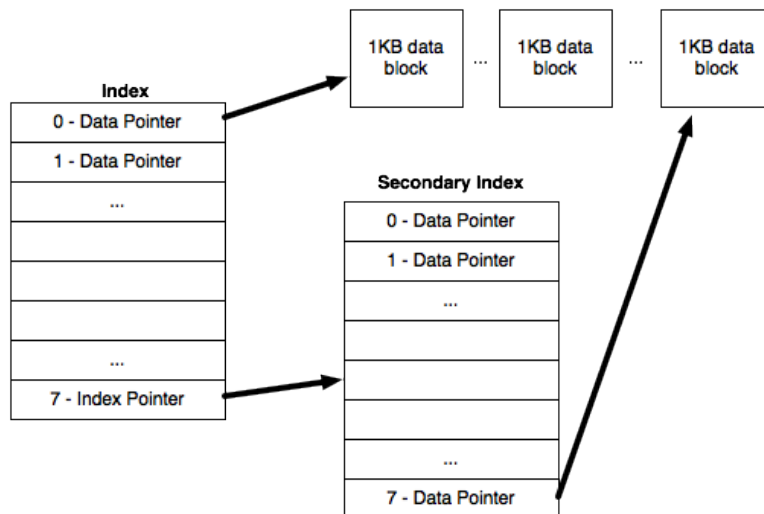 1KB data
block
...
1KB data
block
...
1KB data
block
Index
0 - Data Pointer
1 - Data Pointer
...
...
7 - Index Pointer
Secondary Index
0 - Data Pointer
1 - Data Pointer
...
...
7 - Data Pointer